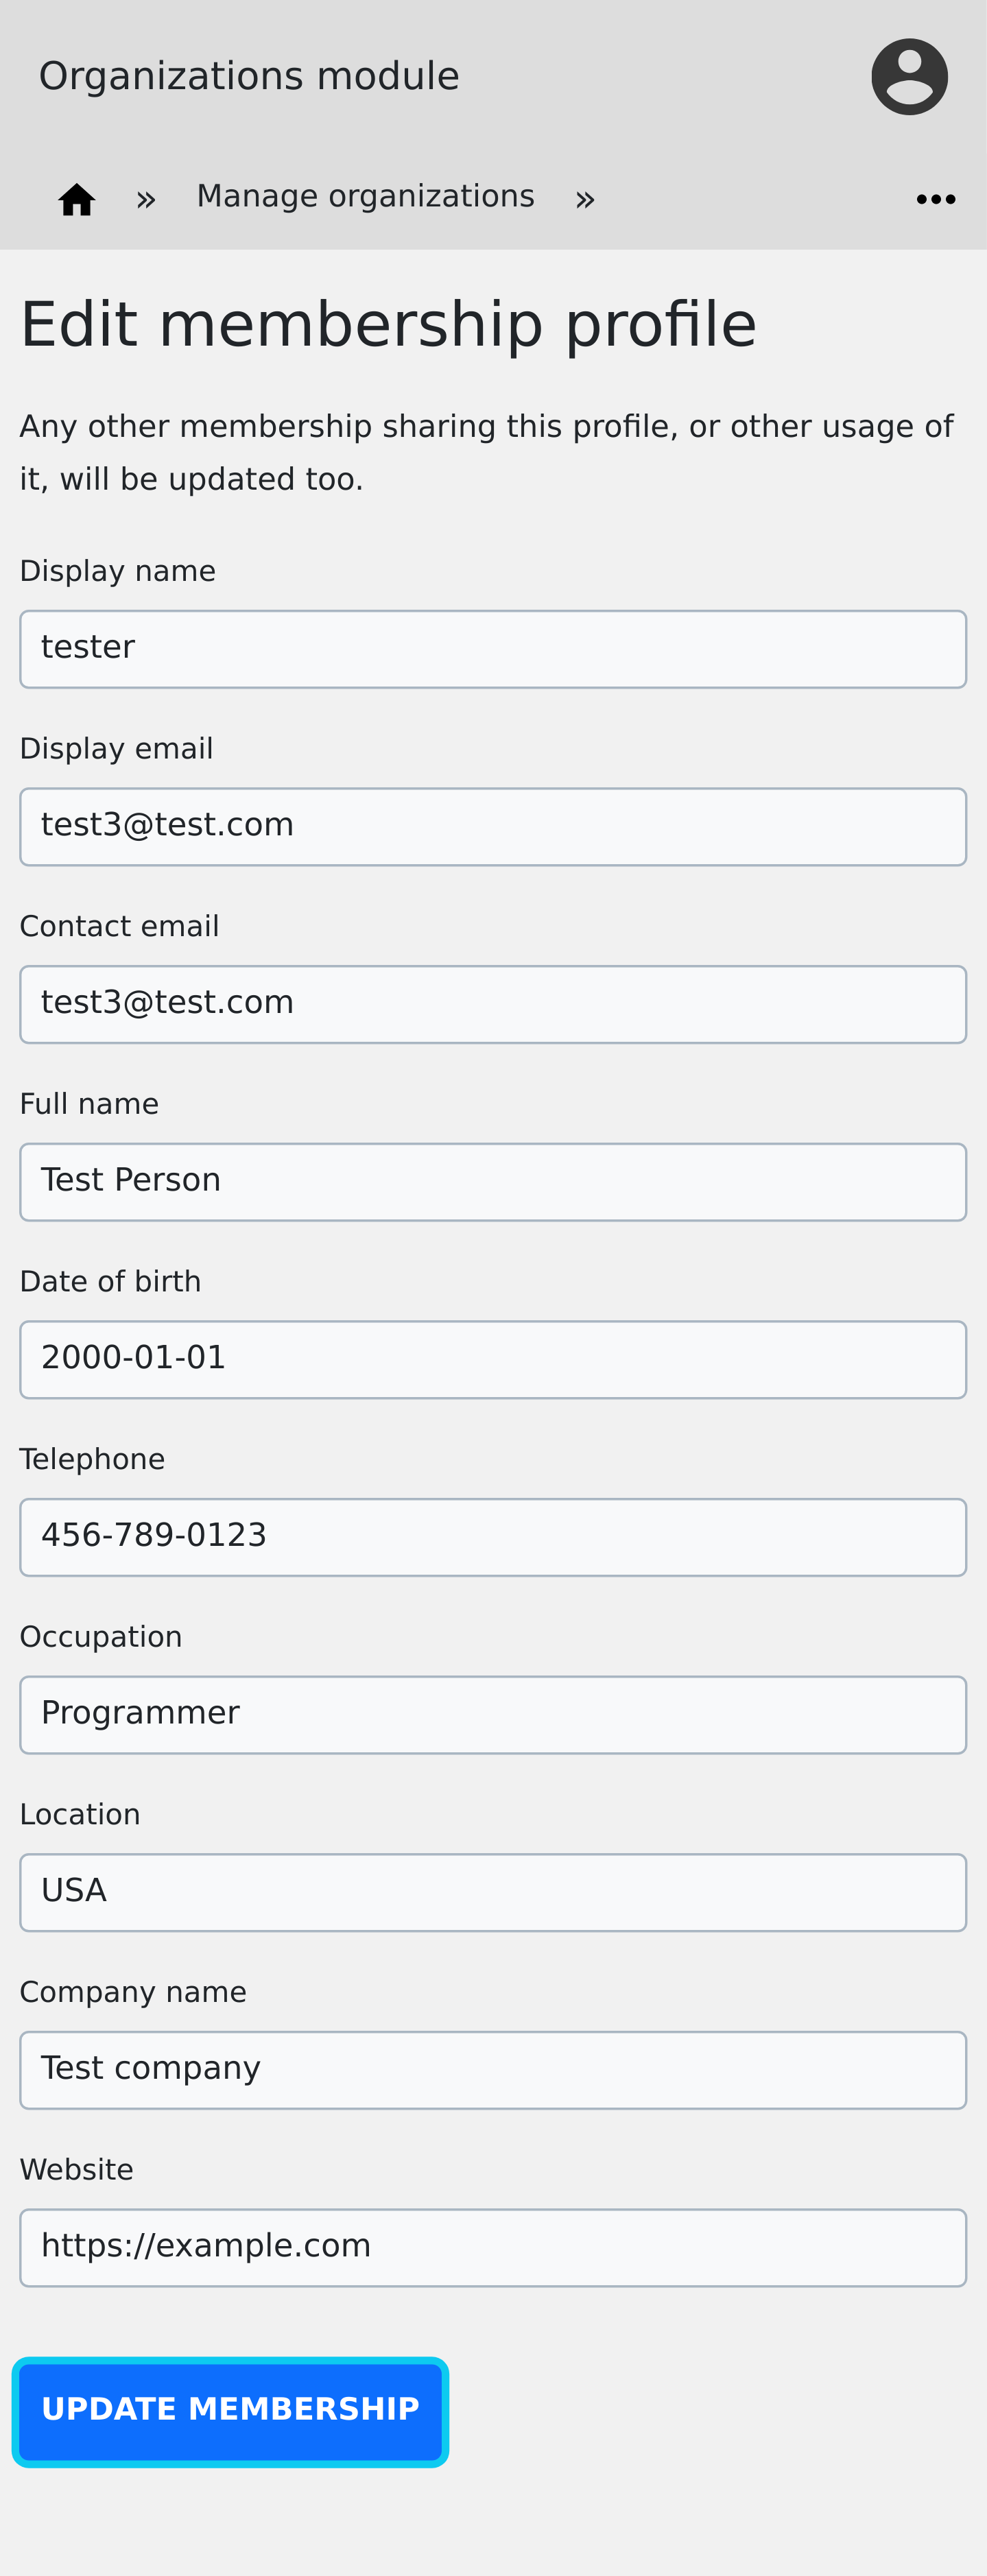 Organizations module
» Manage organizations » •••
Edit membership profile
Any other membership sharing this profile, or other usage of
it, will be updated too.
Display name
tester
Display email
test3@test.com
Contact email
test3@test.com
Full name
Test Person
Date of birth
2000-01-01
Telephone
456-789-0123
Occupation
Programmer
Location
USA
Company name
Test company
Website
https://example.com
UPDATE MEMBERSHIP